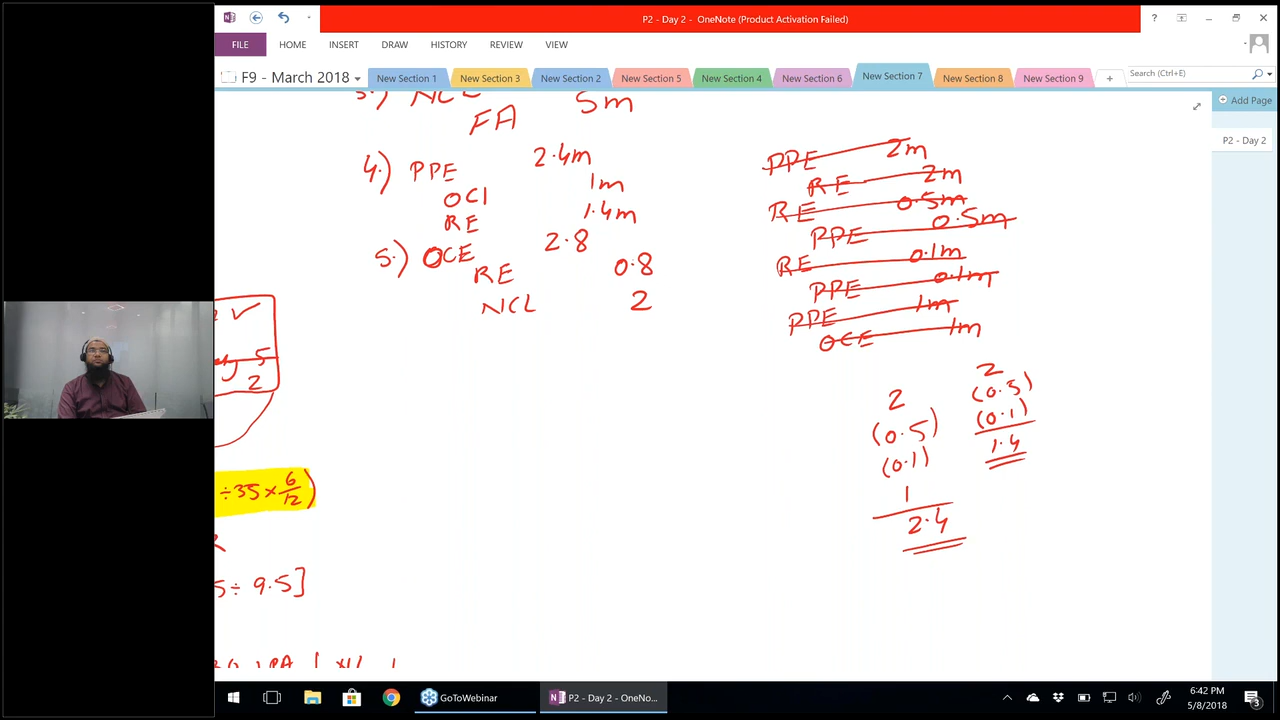 P2 - Day 2 - OneNote (Product Activation Failed)
FILE HOME INSERT DRAW HISTORY REVIEW VIEW
F9 - March 2018
New Section 1
New Section 3
New Section 2
New Section 5
New Section 4
New Section 6
New Section 7
New Section 8
New Section 9
Search (Ctrl+E)
Add Page
P2 - Day 2
3.) NCL 5m
FA
4.) PPE 2.4m
OCI 1m
RE 1.4m
5.) OCE 2.8
RE 0.8
NCL 2
PPE 2m
RE 2m
RE 0.5m
PPE 0.5m
RE 0.1m
PPE 0.1m
PPE 1m
OCE 1m
2
(0.5)
(0.1)
1
2.4
2
(0.5)
(0.1)
1.4
5
2
÷35 × 6/12)
5 ÷ 9.5]
GoToWebinar
P2 - Day 2 - OneNo...
6:42 PM
5/8/2018
3